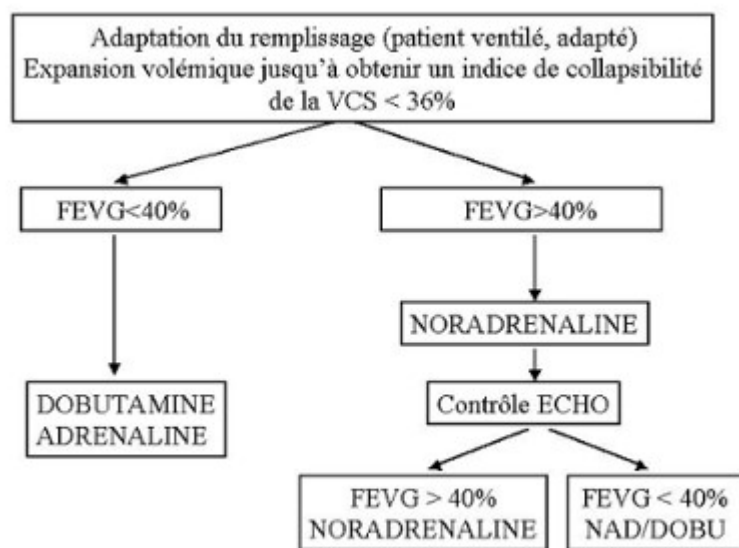 Adaptation du remplissage (patient ventilé, adapté)
Expansion volémique jusqu'à obtenir un indice de collapsibilité
de la VCS < 36%
FEVG<40%
FEVG>40%
NORADRENALINE
DOBUTAMINE
ADRENALINE
Contrôle ECHO
FEVG > 40%
NORADRENALINE
FEVG < 40%
NAD/DOBU